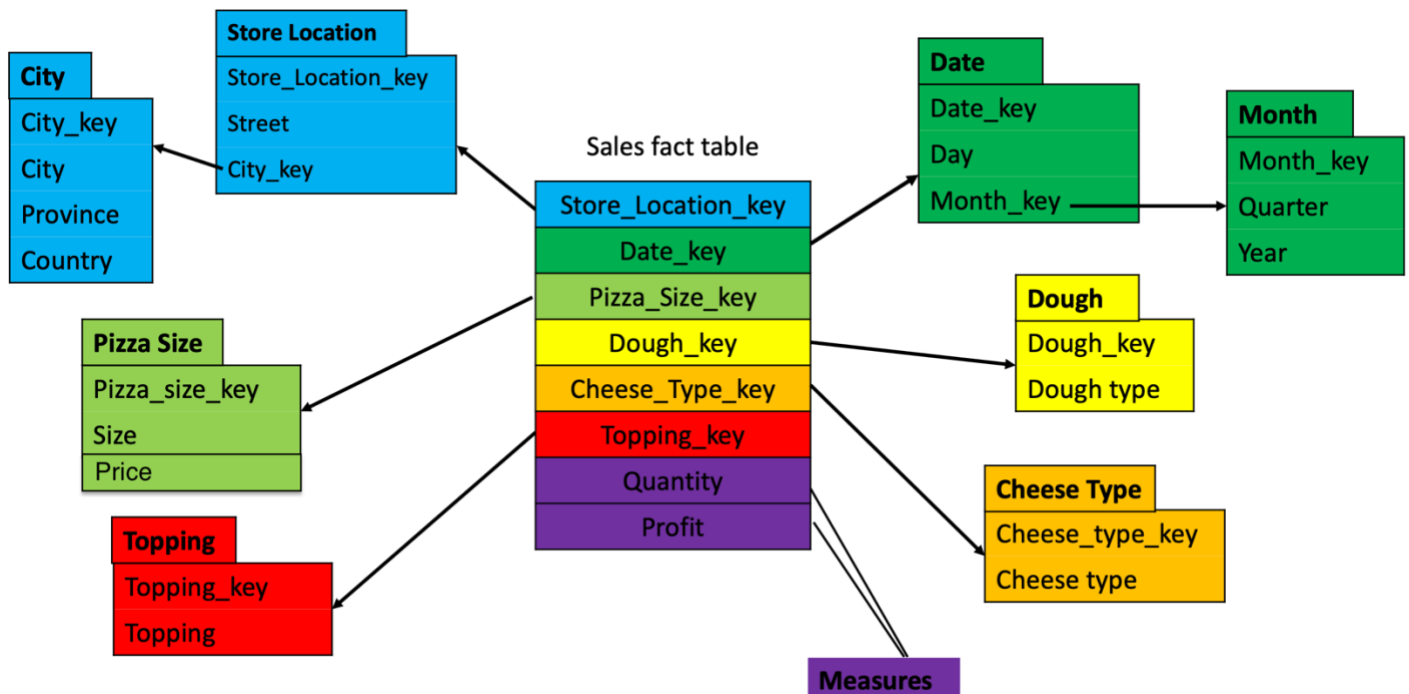 City
City_key
City
Province
Country
Store Location
Store_Location_key
Street
City_key
Sales fact table
Store_Location_key
Date_key
Pizza_Size_key
Dough_key
Cheese_Type_key
Topping_key
Quantity
Profit
Date
Date_key
Day
Month_key
Month
Month_key
Quarter
Year
Pizza Size
Pizza_size_key
Size
Price
Dough
Dough_key
Dough type
Topping
Topping_key
Topping
Cheese Type
Cheese_type_key
Cheese type
Measures